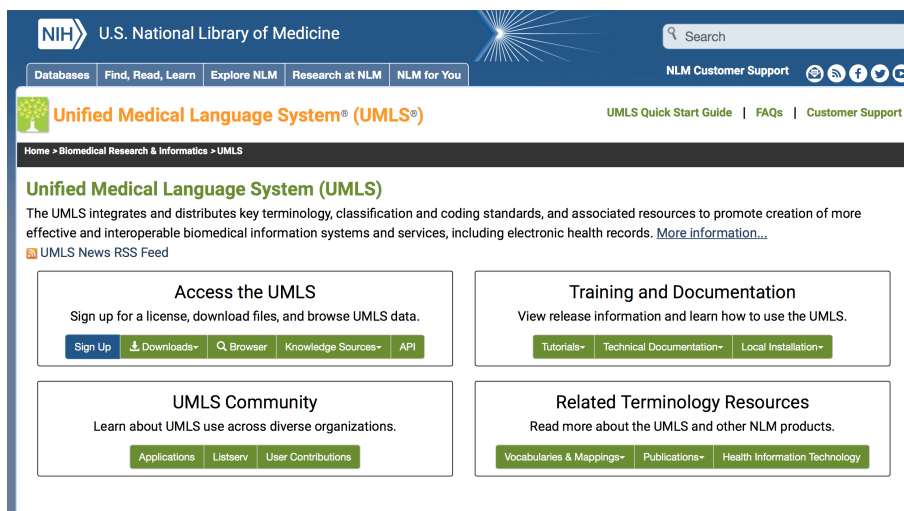 NIH U.S. National Library of Medicine
Search
Databases Find, Read, Learn Explore NLM Research at NLM NLM for You
NLM Customer Support
Unified Medical Language System® (UMLS®)
UMLS Quick Start Guide | FAQs | Customer Support
Home > Biomedical Research & Informatics > UMLS
Unified Medical Language System (UMLS)
The UMLS integrates and distributes key terminology, classification and coding standards, and associated resources to promote creation of more
effective and interoperable biomedical information systems and services, including electronic health records. More information...
UMLS News RSS Feed
Access the UMLS
Sign up for a license, download files, and browse UMLS data.
Sign Up Downloads Browser Knowledge Sources API
Training and Documentation
View release information and learn how to use the UMLS.
Tutorials Technical Documentation Local Installation
UMLS Community
Learn about UMLS use across diverse organizations.
Applications Listserv User Contributions
Related Terminology Resources
Read more about the UMLS and other NLM products.
Vocabularies & Mappings Publications Health Information Technology